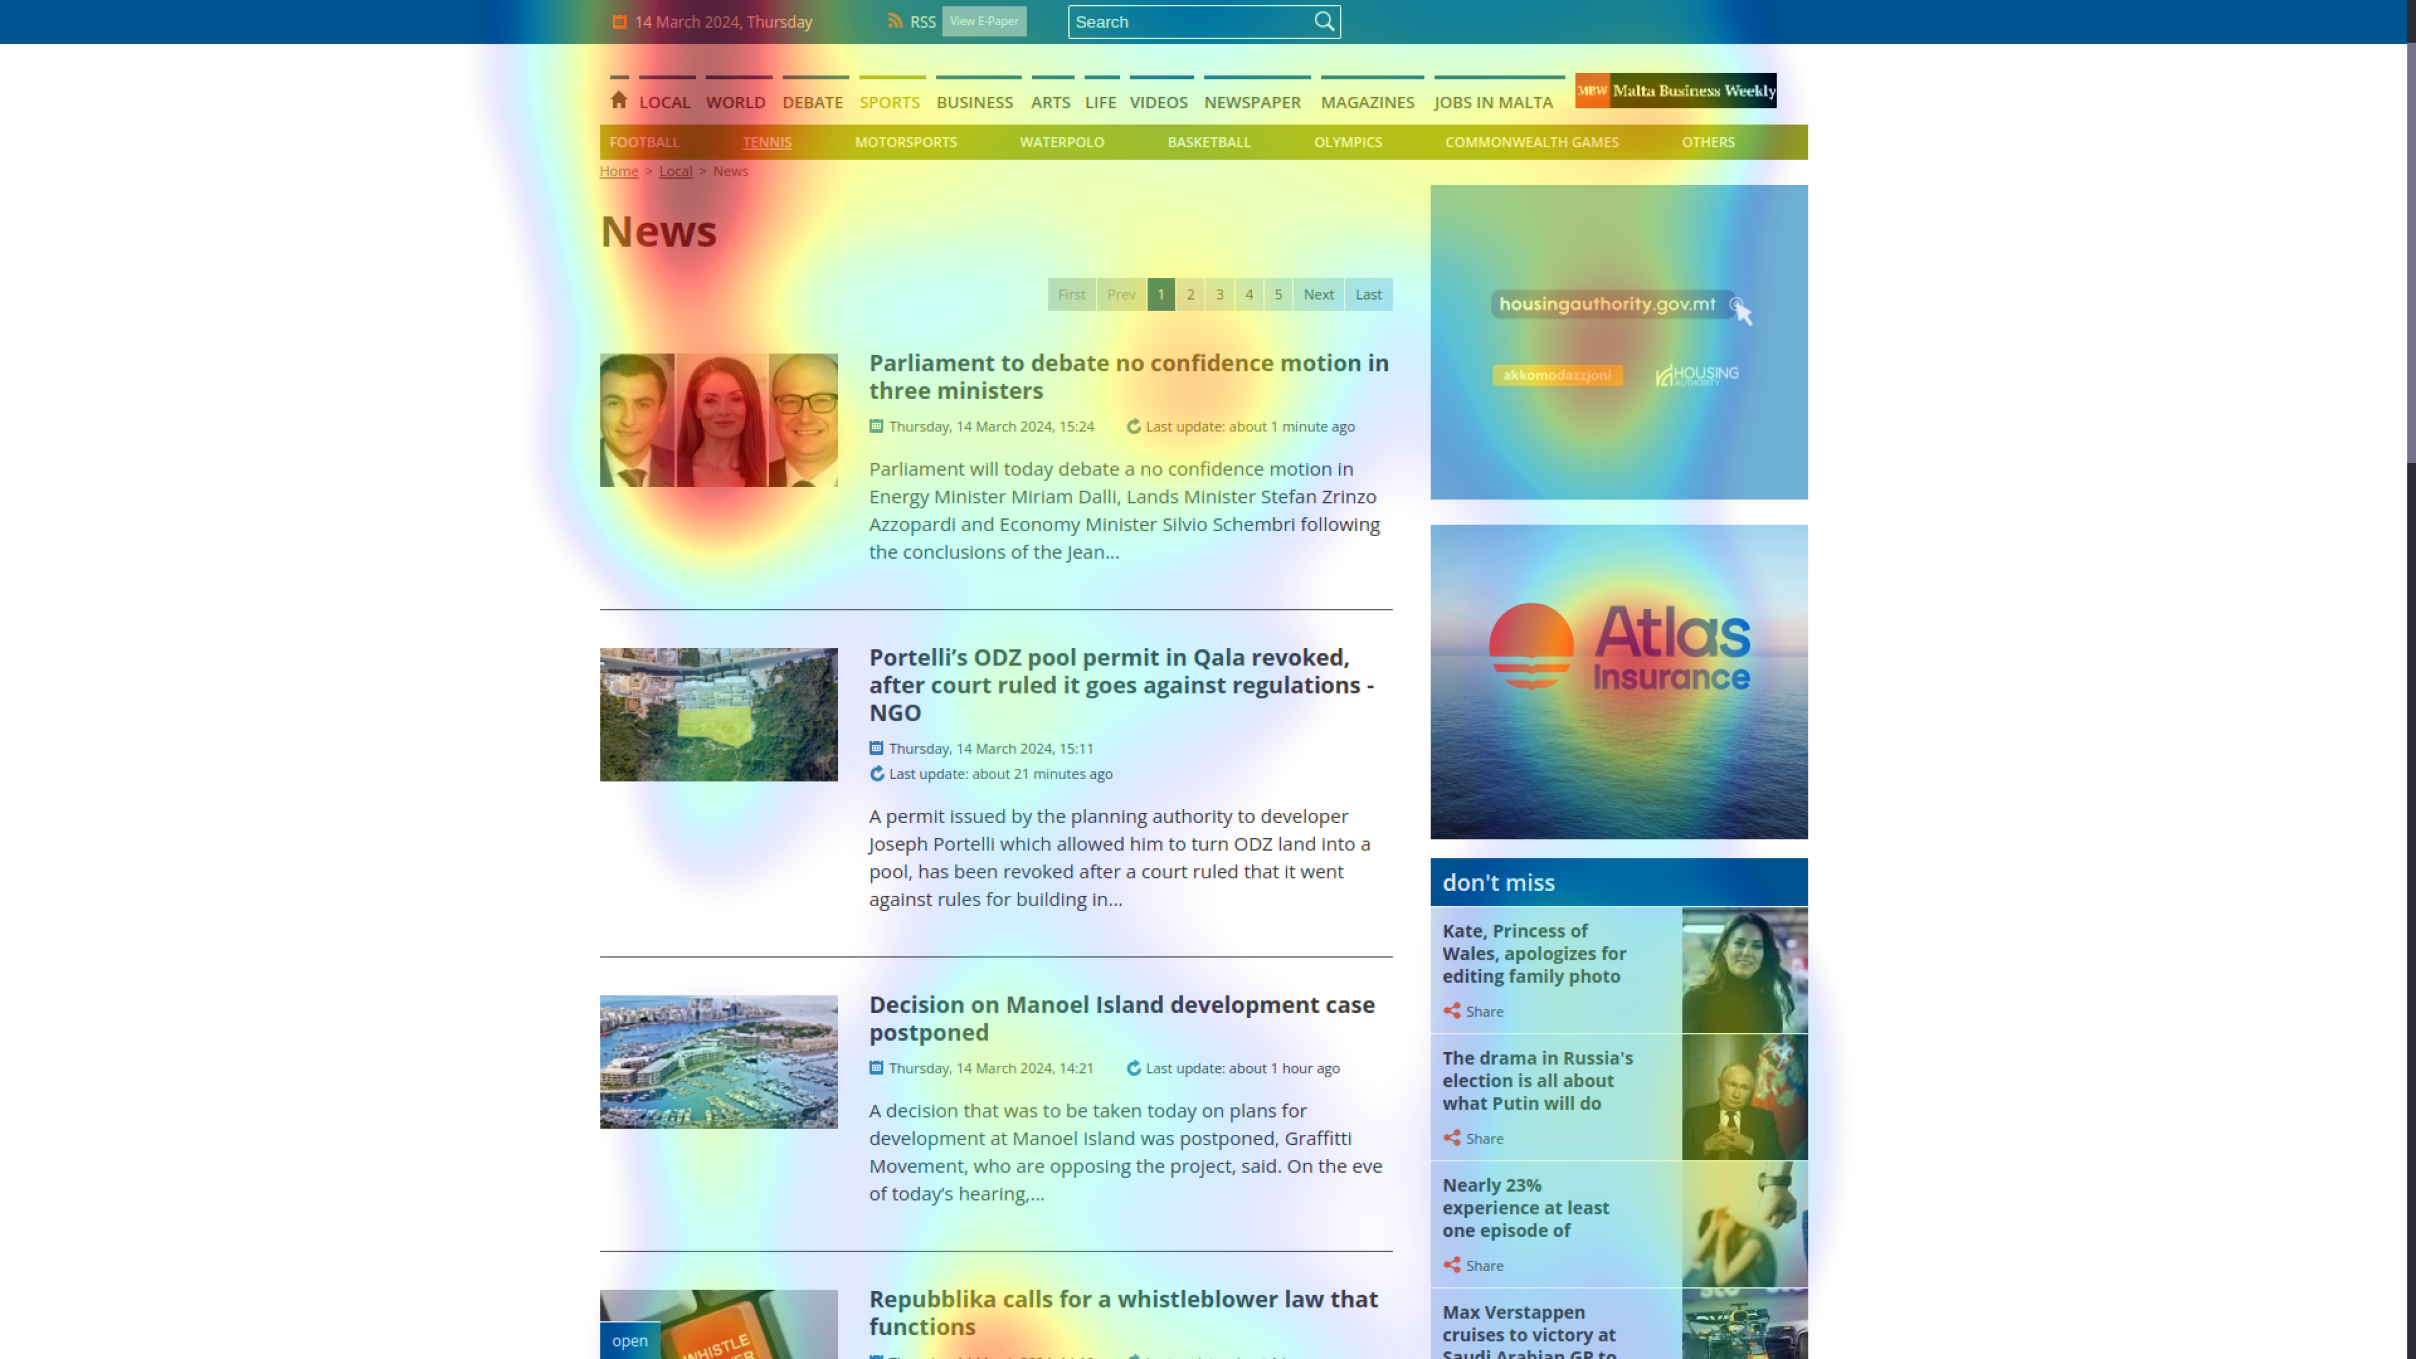 14 March 2024, Thursday
RSS
View E-Paper
Search
LOCAL WORLD DEBATE SPORTS BUSINESS ARTS LIFE VIDEOS NEWSPAPER MAGAZINES JOBS IN MALTA
MBW Malta Business Weekly
FOOTBALL TENNIS MOTORSPORTS WATERPOLO BASKETBALL OLYMPICS COMMONWEALTH GAMES OTHERS
Home > Local > News
News
First Prev 1 2 3 4 5 Next Last
Parliament to debate no confidence motion in
three ministers
Thursday, 14 March 2024, 15:24 Last update: about 1 minute ago
Parliament will today debate a no confidence motion in
Energy Minister Miriam Dalli, Lands Minister Stefan Zrinzo
Azzopardi and Economy Minister Silvio Schembri following
the conclusions of the Jean...
Portelli’s ODZ pool permit in Qala revoked,
after court ruled it goes against regulations -
NGO
Thursday, 14 March 2024, 15:11
Last update: about 21 minutes ago
A permit issued by the planning authority to developer
Joseph Portelli which allowed him to turn ODZ land into a
pool, has been revoked after a court ruled that it went
against rules for building in...
Decision on Manoel Island development case
postponed
Thursday, 14 March 2024, 14:21 Last update: about 1 hour ago
A decision that was to be taken today on plans for
development at Manoel Island was postponed, Graffitti
Movement, who are opposing the project, said. On the eve
of today’s hearing,...
WHISTLE
open
Repubblika calls for a whistleblower law that
functions
housingauthority.gov.mt
akkomodazzjoni
HOUSING
AUTHORITY
Atlas
Insurance
don't miss
Kate, Princess of
Wales, apologizes for
editing family photo
Share
The drama in Russia's
election is all about
what Putin will do
Share
Nearly 23%
experience at least
one episode of
Share
Max Verstappen
cruises to victory at
Saudi Arabian GP to